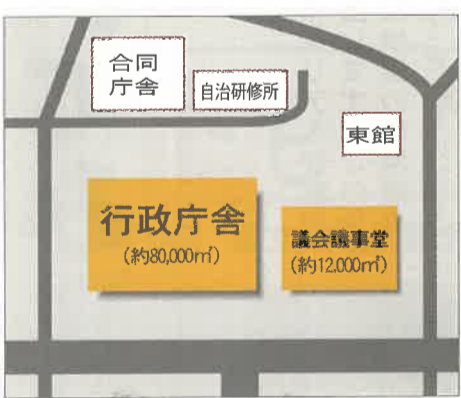 合同
庁舎
自治研修所
東館
行政庁舎
(約80,000㎡)
議会議事堂
(約12,000㎡)